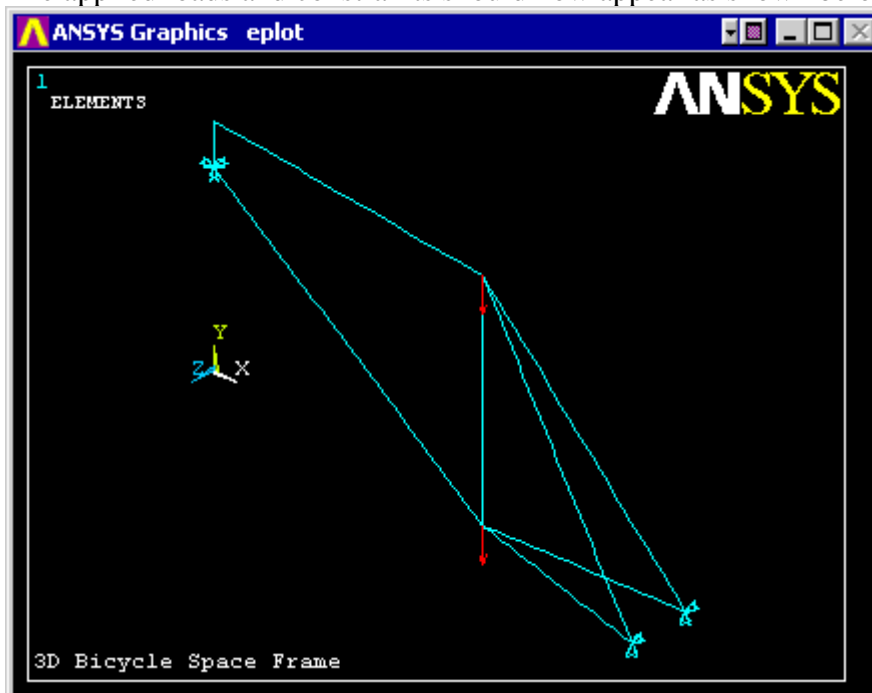 ANSYS Graphics eplot
1
ELEMENTS
ANSYS
Y
Z X
3D Bicycle Space Frame